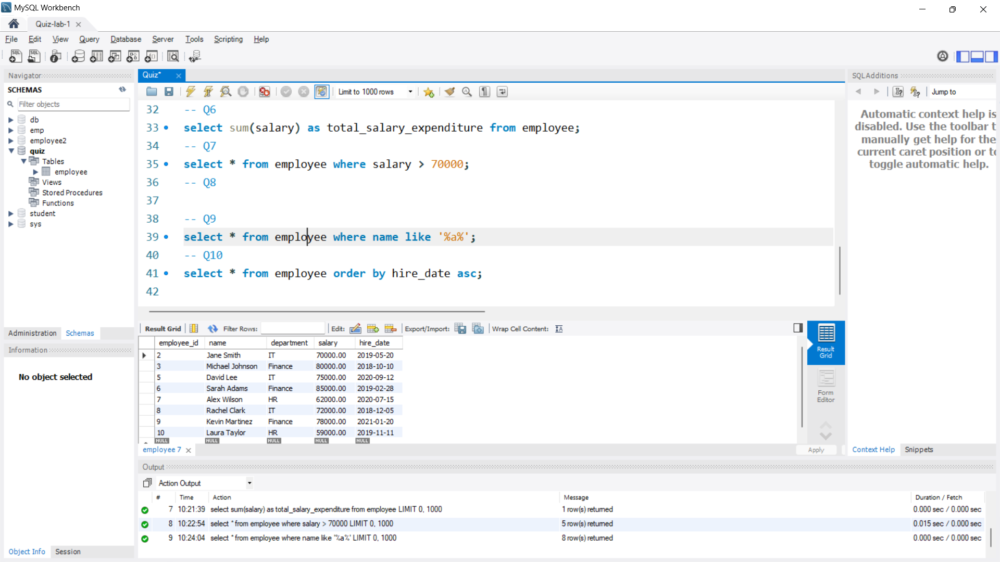 MySQL Workbench
Quiz-lab-1
File Edit View Query Database Server Tools Scripting Help
Navigator
SCHEMAS
Filter objects
db
emp
employee2
quiz
Tables
employee
Views
Stored Procedures
Functions
student
sys
Administration Schemas
Information
No object selected
Object Info Session
Quiz*
Limit to 1000 rows
32 -- Q6
33 select sum(salary) as total_salary_expenditure from employee;
34 -- Q7
35 select * from employee where salary > 70000;
36 -- Q8
37
38 -- Q9
39 select * from employee where name like '%a%';
40 -- Q10
41 select * from employee order by hire_date asc;
42
Result Grid Filter Rows: Edit: Export/Import: Wrap Cell Content:
employee_id name department salary hire_date
2 Jane Smith IT 70000.00 2019-05-20
3 Michael Johnson Finance 80000.00 2018-10-10
5 David Lee IT 75000.00 2020-09-12
6 Sarah Adams Finance 85000.00 2019-02-28
7 Alex Wilson HR 62000.00 2020-07-15
8 Rachel Clark IT 72000.00 2018-12-05
9 Kevin Martinez Finance 78000.00 2021-01-20
10 Laura Taylor HR 59000.00 2019-11-11
NULL NULL NULL NULL NULL
Result
Grid
Form
Editor
employee 7
Apply
SQLAdditions
Jump to
Automatic context help is
disabled. Use the toolbar t
manually get help for the
current caret position or to
toggle automatic help.
Context Help Snippets
Output
Action Output
# Time Action Message Duration / Fetch
7 10:21:39 select sum(salary) as total_salary_expenditure from employee LIMIT 0, 1000 1 row(s) returned 0.000 sec / 0.000 sec
8 10:22:54 select * from employee where salary > 70000 LIMIT 0, 1000 5 row(s) returned 0.015 sec / 0.000 sec
9 10:24:04 select * from employee where name like '%a%' LIMIT 0, 1000 8 row(s) returned 0.000 sec / 0.000 sec